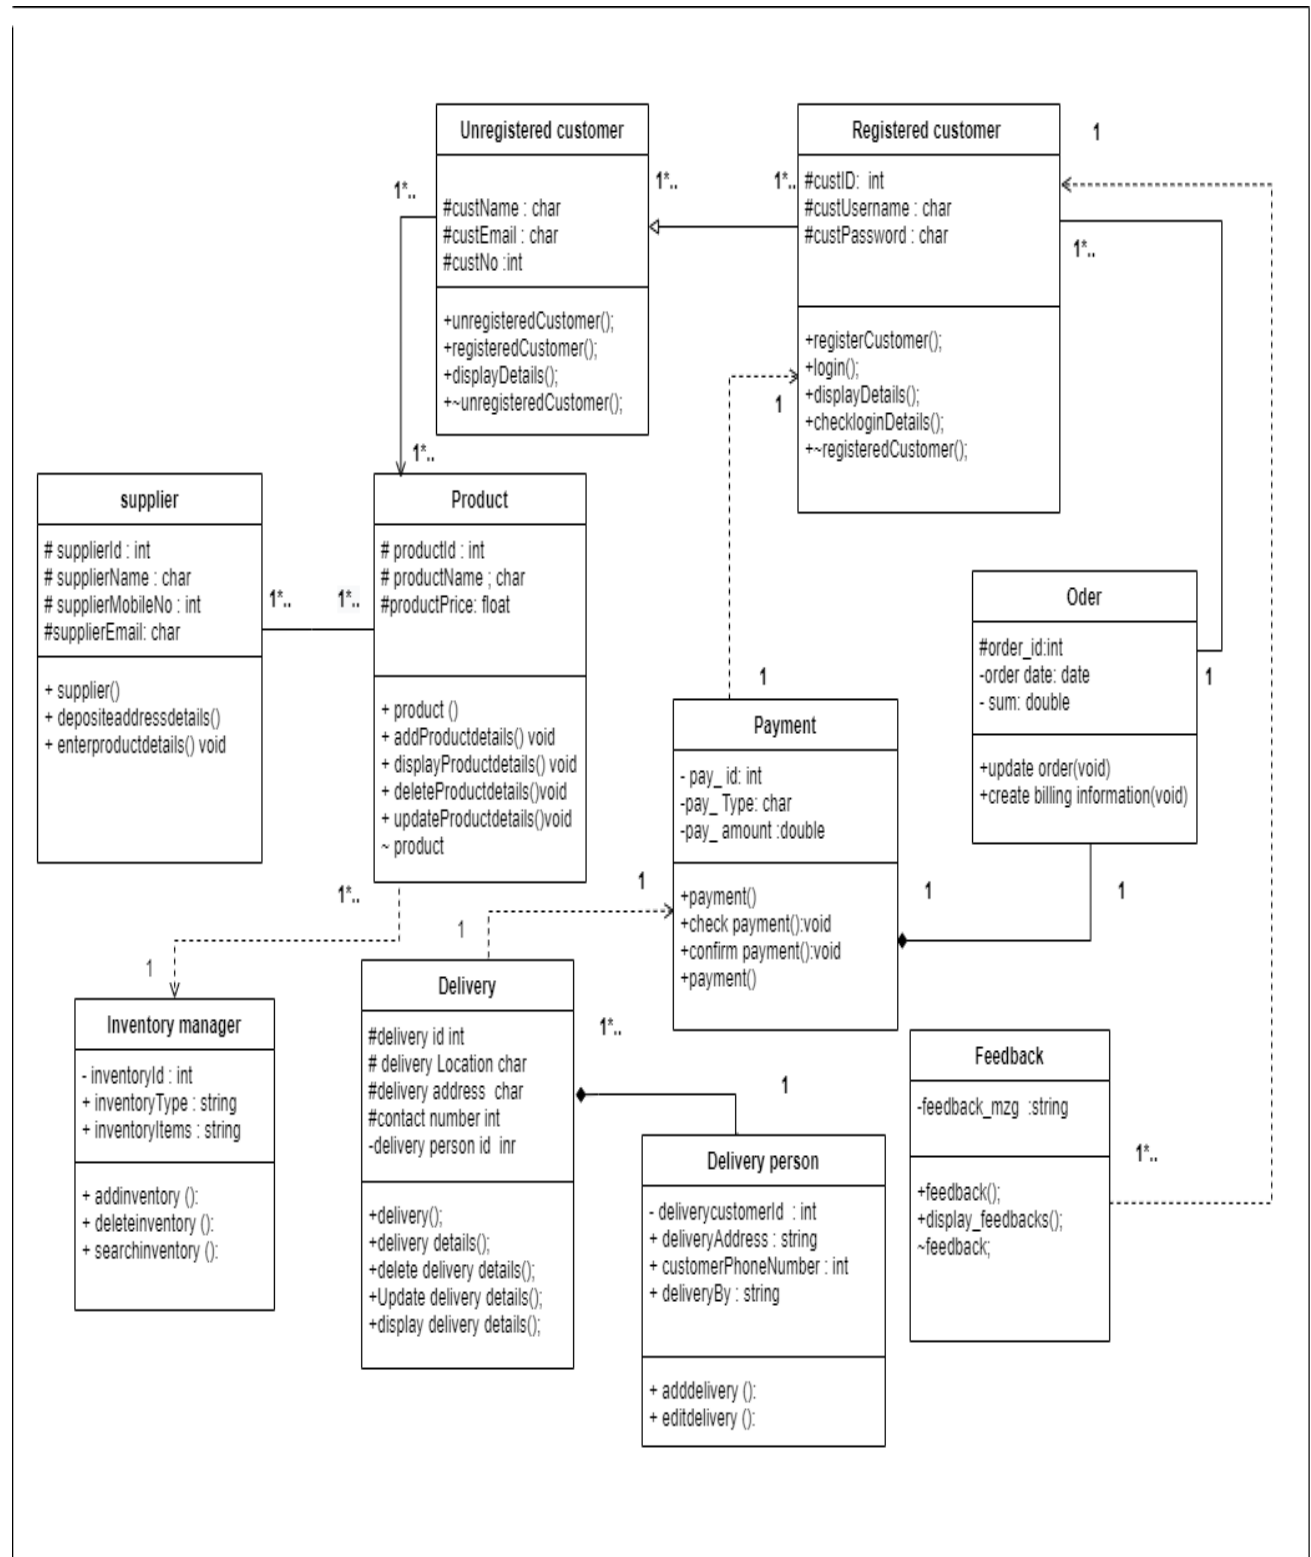 Unregistered customer
#custName : char
#custEmail : char
#custNo :int
+unregisteredCustomer();
+registeredCustomer();
+displayDetails();
+~unregisteredCustomer();
1*..
1*..
1*..
1*..
Registered customer
#custID: int
#custUsername : char
#custPassword : char
+registerCustomer();
+login();
+displayDetails();
+checkloginDetails();
+~registeredCustomer();
1
1*..
1
supplier
# supplierId : int
# supplierName : char
# supplierMobileNo : int
#supplierEmail: char
+ supplier()
+ depositeaddressdetails()
+ enterproductdetails() void
1*..
1*..
Product
# productId : int
# productName ; char
#productPrice: float
+ product ()
+ addProductdetails() void
+ displayProductdetails() void
+ deleteProductdetails()void
+ updateProductdetails()void
~ product
1*..
1
Oder
#order_id:int
-order date: date
- sum: double
+update order(void)
+create billing information(void)
1
1
1
Payment
- pay_ id: int
-pay_ Type: char
-pay_ amount :double
+payment()
+check payment():void
+confirm payment():void
+payment()
1
1
1
Inventory manager
- inventoryId : int
+ inventoryType : string
+ inventoryItems : string
+ addinventory ():
+ deleteinventory ():
+ searchinventory ():
Delivery
#delivery id int
# delivery Location char
#delivery address char
#contact number int
-delivery person id inr
+delivery();
+delivery details();
+delete delivery details();
+Update delivery details();
+display delivery details();
1*..
1
Delivery person
- deliverycustomerId : int
+ deliveryAddress : string
+ customerPhoneNumber : int
+ deliveryBy : string
+ adddelivery ():
+ editdelivery ():
Feedback
-feedback_mzg :string
+feedback();
+display_feedbacks();
~feedback;
1*..